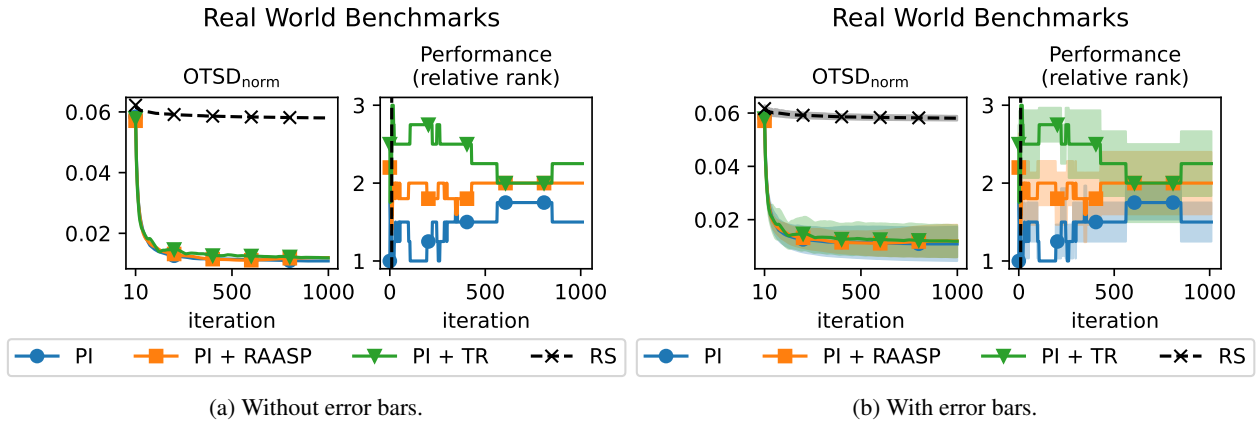 Real World Benchmarks
OTSDnorm
Performance
(relative rank)
0.06
0.04
0.02
10
500
1000
iteration
3
2
1
0
500
1000
iteration
PI
PI + RAASP
PI + TR
RS
(a) Without error bars.
Real World Benchmarks
OTSDnorm
Performance
(relative rank)
0.06
0.04
0.02
10
500
1000
iteration
3
2
1
0
500
1000
iteration
PI
PI + RAASP
PI + TR
RS
(b) With error bars.